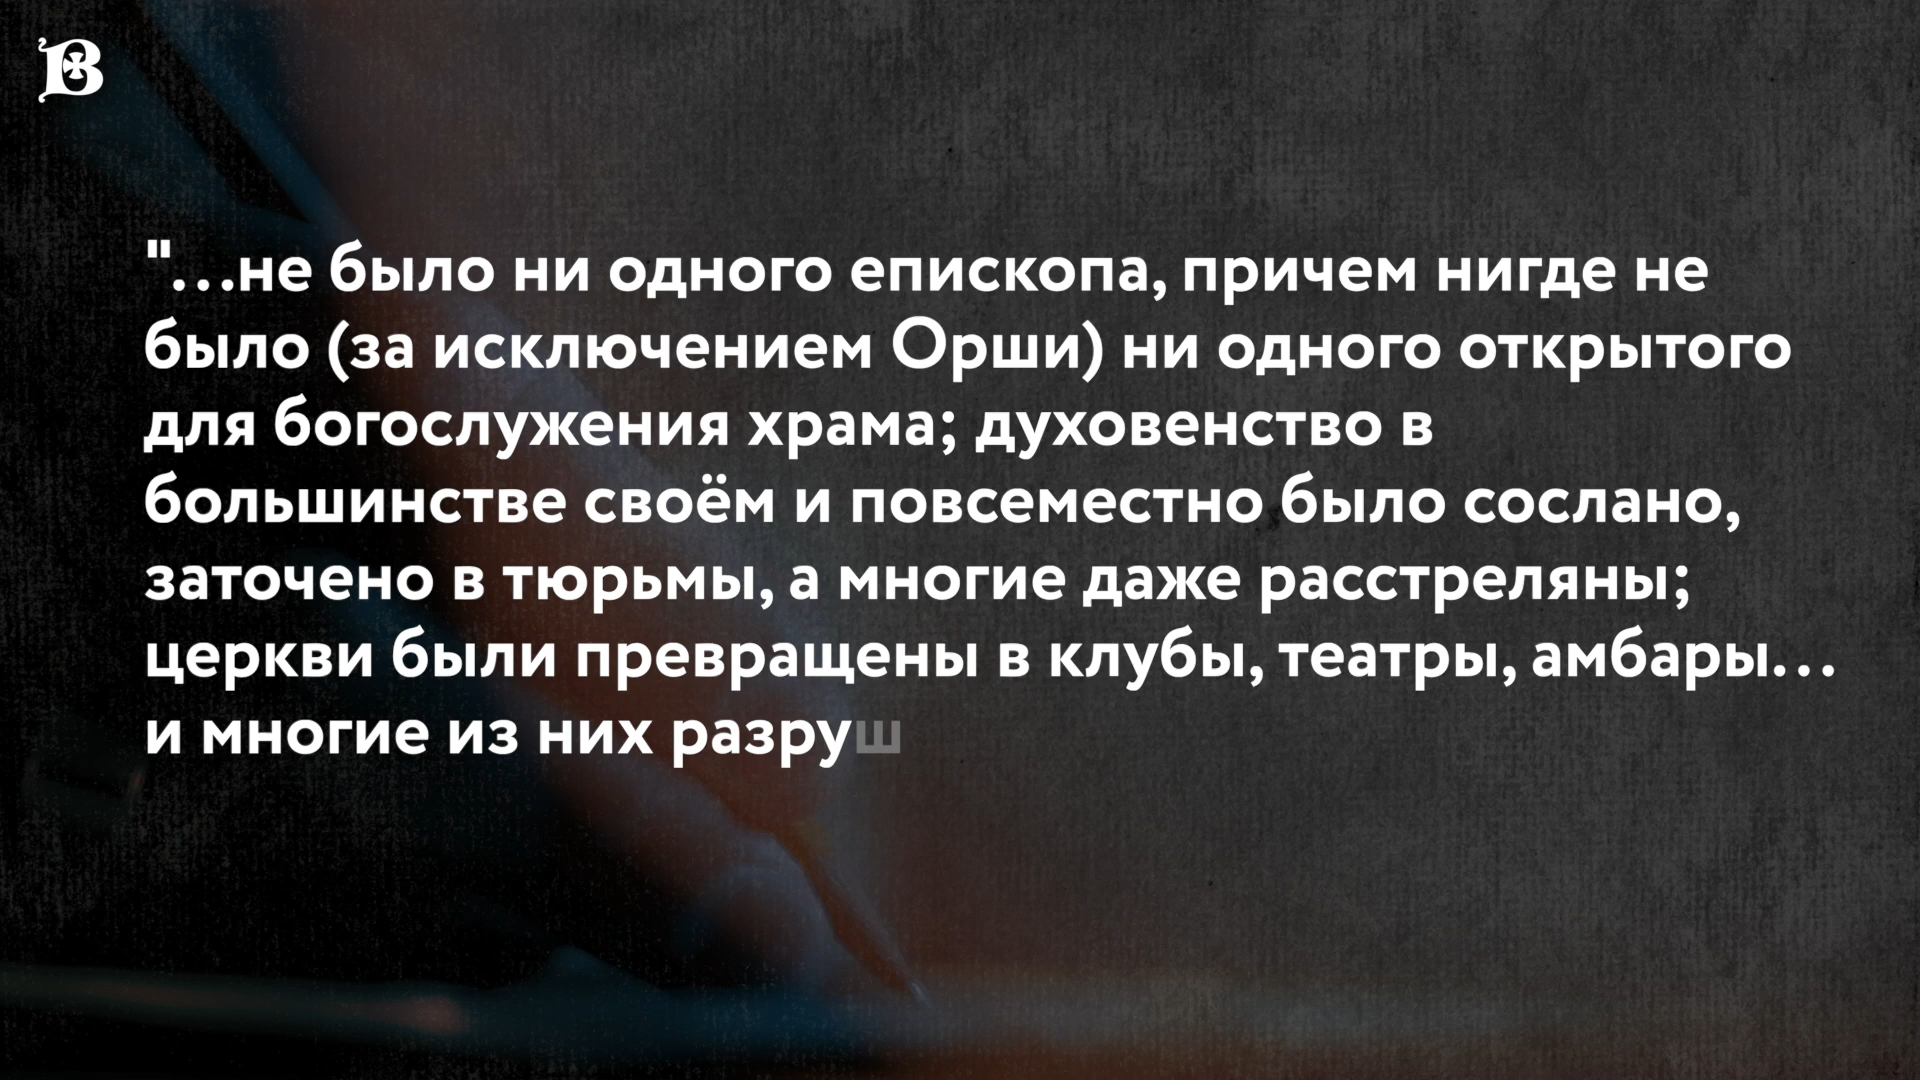 "...не было ни одного епископа, причем нигде не
было (за исключением Орши) ни одного открытого
для богослужения храма; духовенство в
большинстве своём и повсеместно было сослано,
заточено в тюрьмы, а многие даже расстреляны;
церкви были превращены в клубы, театры, амбары...
и многие из них разруш